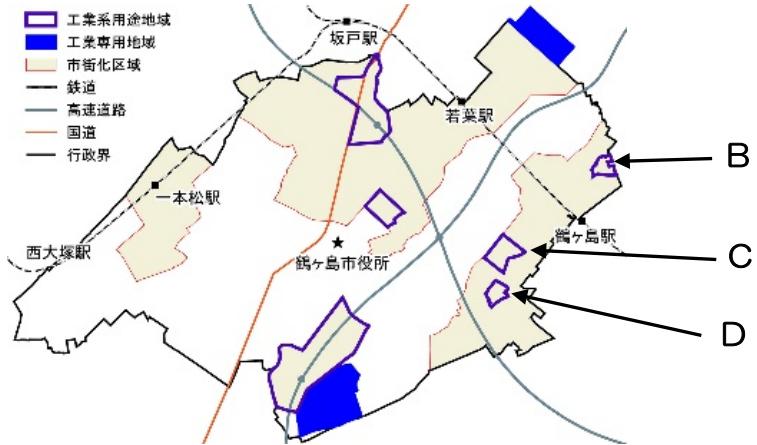 工業系用途地域
工業専用地域
市街化区域
鉄道
高速道路
国道
行政界
坂戸駅
若葉駅
B
一本松駅
鶴ヶ島駅
西大塚駅
鶴ヶ島市役所
C
D